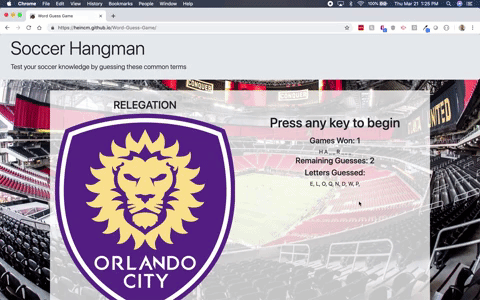 Chrome File Edit View History Bookmarks People Window Help
100% Thu Mar 21 1:25 PM
Word Guess Game
https://heincm.github.io/Word-Guess-Game/
Soccer Hangman
Test your soccer knowledge by guessing these common terms
CONQUER
UNITED
RELEGATION
ORLANDO
CITY
Press any key to begin
Games Won: 1
H A _ _ R _ _
Remaining Guesses: 2
Letters Guessed:
E, L, O, Q, N, D, W, P,